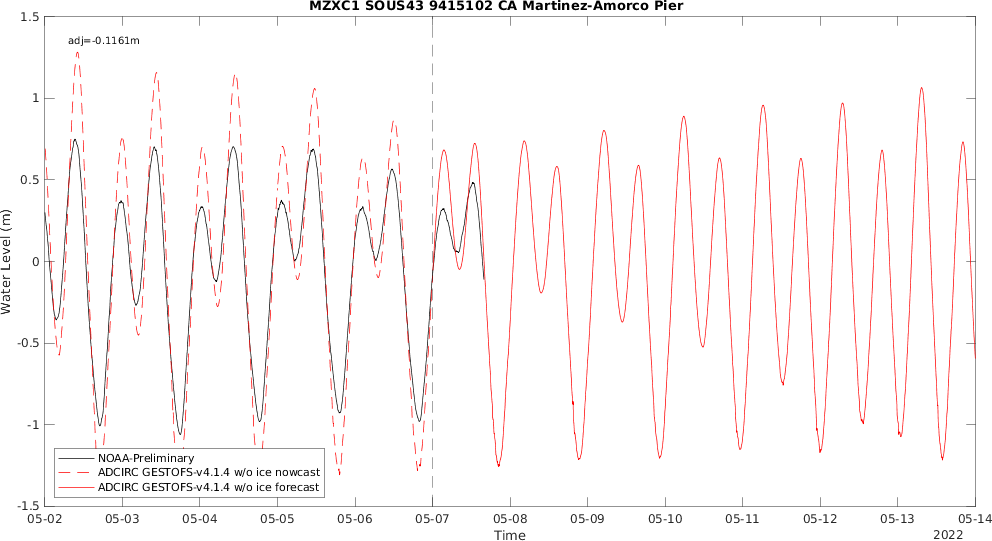 MZXC1 SOUS43 9415102 CA Martinez-Amorco Pier
adj=-0.1161m
1.5
1
0.5
0
-0.5
-1
-1.5
Water Level (m)
NOAA-Preliminary
ADCIRC GESTOFS-v4.1.4 w/o ice nowcast
ADCIRC GESTOFS-v4.1.4 w/o ice forecast
05-02 05-03 05-04 05-05 05-06 05-07 05-08 05-09 05-10 05-11 05-12 05-13 05-14
Time
2022